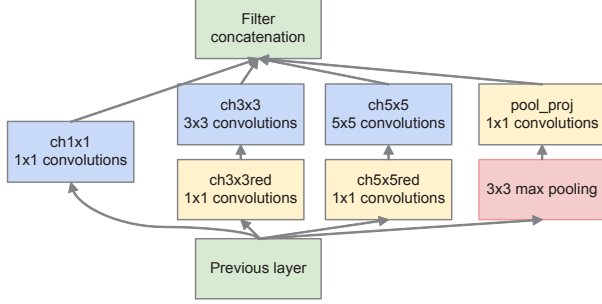 Filter
concatenation
ch3x3
3x3 convolutions
ch5x5
5x5 convolutions
pool_proj
1x1 convolutions
ch1x1
1x1 convolutions
ch3x3red
1x1 convolutions
ch5x5red
1x1 convolutions
3x3 max pooling
Previous layer